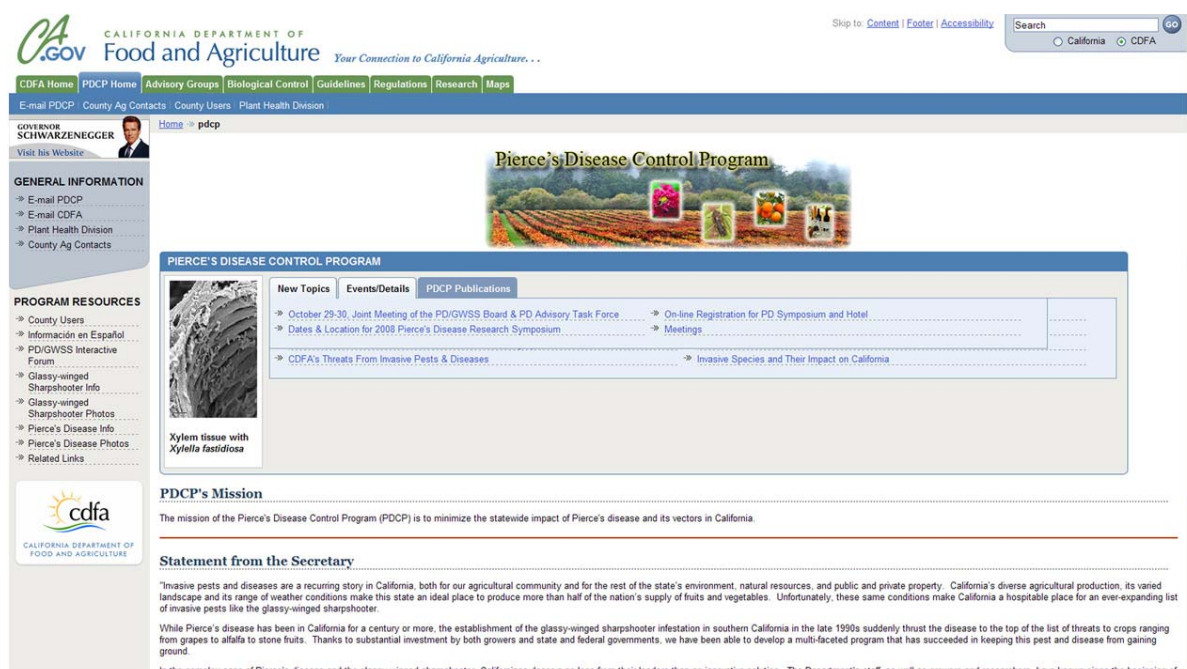 Skip to: Content | Footer | Accessibility
Search
GO
California CDFA
CA.GOV
CALIFORNIA DEPARTMENT OF
Food and Agriculture Your Connection to California Agriculture. . .
CDFA Home PDCP Home Advisory Groups Biological Control Guidelines Regulations Research Maps
E-mail PDCP County Ag Contacts County Users Plant Health Division
GOVERNOR
SCHWARZENEGGER
Visit his Website
Home » pdcp
GENERAL INFORMATION
E-mail PDCP
E-mail CDFA
Plant Health Division
County Ag Contacts
PROGRAM RESOURCES
County Users
Información en Español
PD/GWSS Interactive
Forum
Glassy-winged
Sharpshooter Info
Glassy-winged
Sharpshooter Photos
Pierce's Disease Info
Pierce's Disease Photos
Related Links
cdfa
CALIFORNIA DEPARTMENT OF
FOOD AND AGRICULTURE
Pierce's Disease Control Program
PIERCE'S DISEASE CONTROL PROGRAM
New Topics Events/Details PDCP Publications
October 29-30, Joint Meeting of the PD/GWSS Board & PD Advisory Task Force
On-line Registration for PD Symposium and Hotel
Dates & Location for 2008 Pierce's Disease Research Symposium
Meetings
CDFA's Threats From Invasive Pests & Diseases
Invasive Species and Their Impact on California
Xylem tissue with
Xylella fastidiosa
PDCP's Mission
The mission of the Pierce's Disease Control Program (PDCP) is to minimize the statewide impact of Pierce's disease and its vectors in California.
Statement from the Secretary
"Invasive pests and diseases are a recurring story in California, both for our agricultural community and for the rest of the state's environment, natural resources, and public and private property. California's diverse agricultural production, its varied
landscape and its range of weather conditions make this state an ideal place to produce more than half of the nation's supply of fruits and vegetables. Unfortunately, these same conditions make California a hospitable place for an ever-expanding list
of invasive pests like the glassy-winged sharpshooter.
While Pierce's disease has been in California for a century or more, the establishment of the glassy-winged sharpshooter infestation in southern California in the late 1990s suddenly thrust the disease to the top of the list of threats to crops ranging
from grapes to alfalfa to stone fruits. Thanks to substantial investment by both growers and state and federal governments, we have been able to develop a multi-faceted program that has succeeded in keeping this pest and disease from gaining
ground.